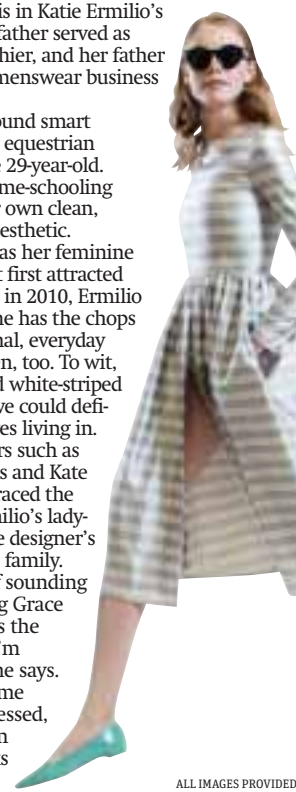 is in Katie Ermilio's
father served as
hier, and her father
menswear business
ound smart
equestrian
29-year-old.
me-schooling
own clean,
esthetic.
as her feminine
t first attracted
in 2010, Ermilio
he has the chops
nal, everyday
n, too. To wit,
d white-striped
ve could defi-
es living in.
rs such as
s and Kate
raced the
ilio's lady-
e designer's
family.
f sounding
g Grace
s the
'm
he says.
me
essed,
n
ts
ALL IMAGES PROVIDED